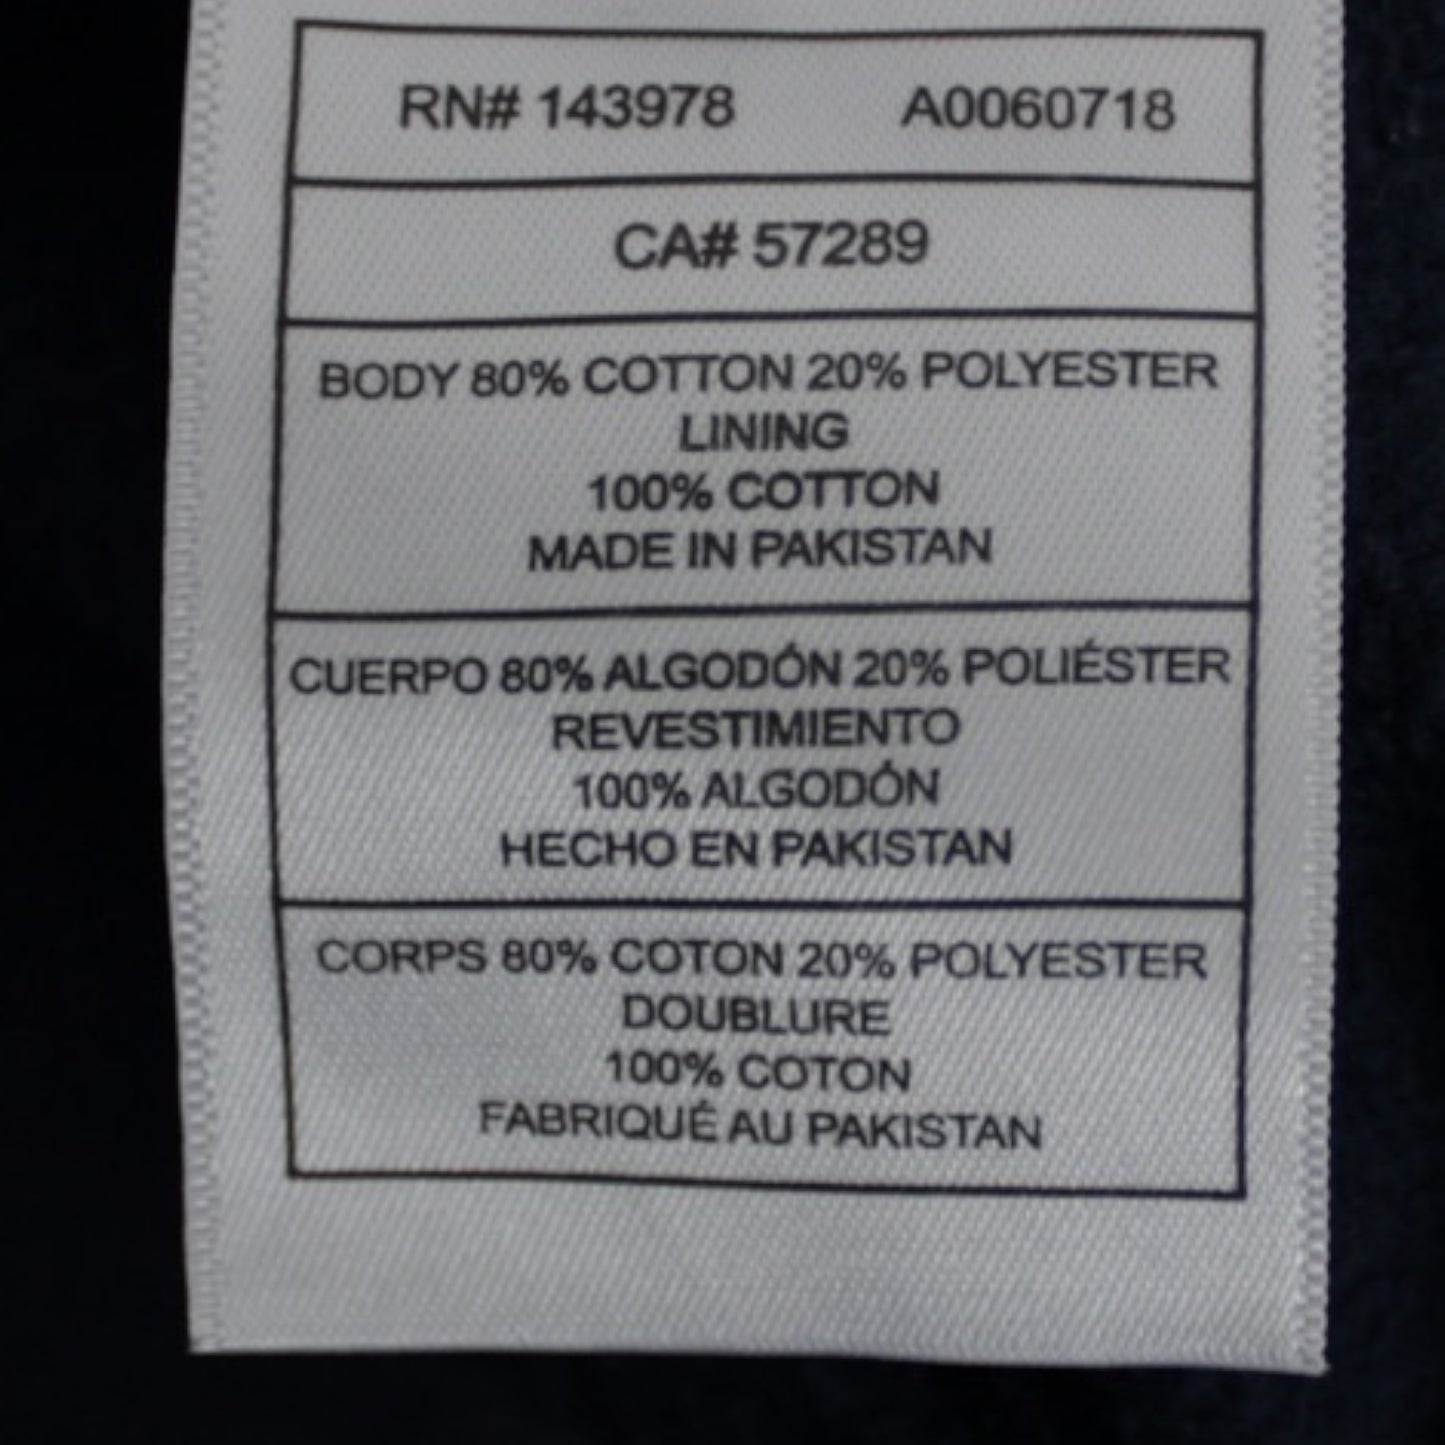 RN# 143978 A0060718
CA# 57289
BODY 80% COTTON 20% POLYESTER
LINING
100% COTTON
MADE IN PAKISTAN
CUERPO 80% ALGODÓN 20% POLIÉSTER
REVESTIMIENTO
100% ALGODÓN
HECHO EN PAKISTAN
CORPS 80% COTON 20% POLYESTER
DOUBLURE
100% COTON
FABRIQUÉ AU PAKISTAN